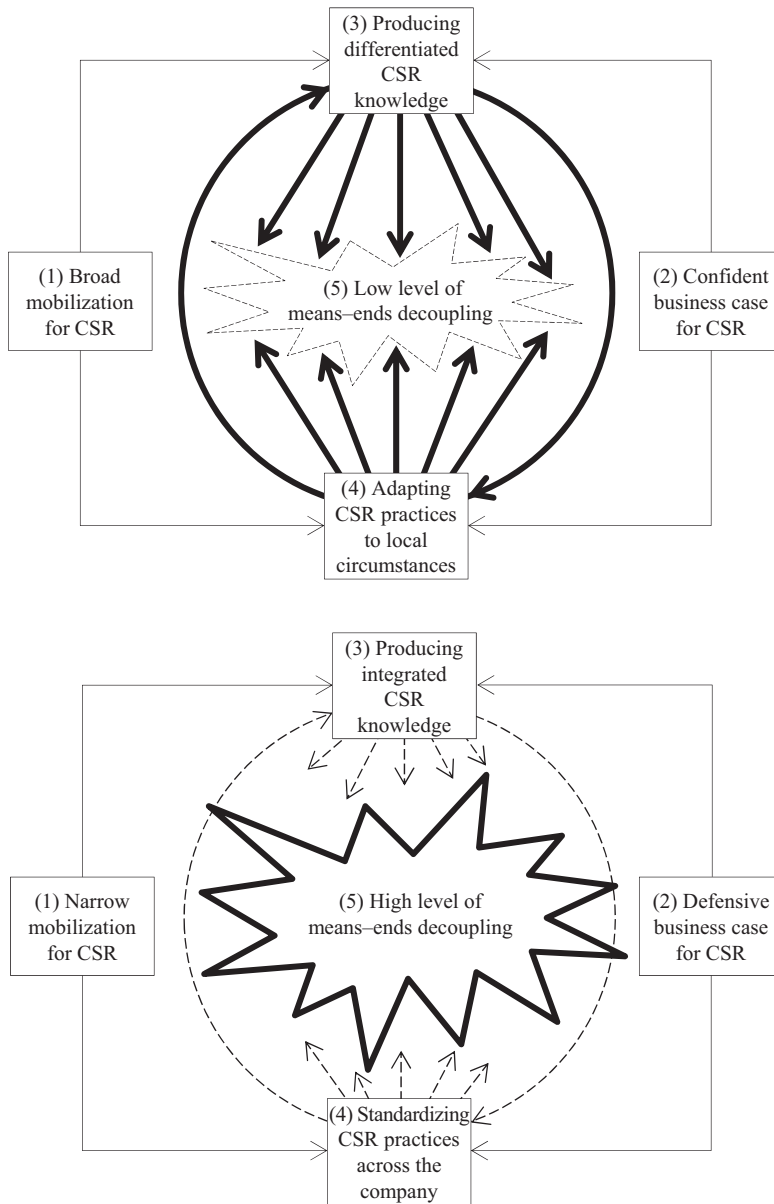 (3) Producing
differentiated
CSR
knowledge
(1) Broad
mobilization
for CSR
(5) Low level of
means–ends decoupling
(2) Confident
business case
for CSR
(4) Adapting
CSR practices
to local
circumstances
(3) Producing
integrated
CSR
knowledge
(1) Narrow
mobilization
for CSR
(5) High level of
means–ends decoupling
(2) Defensive
business case
for CSR
(4) Standardizing
CSR practices
across the
company